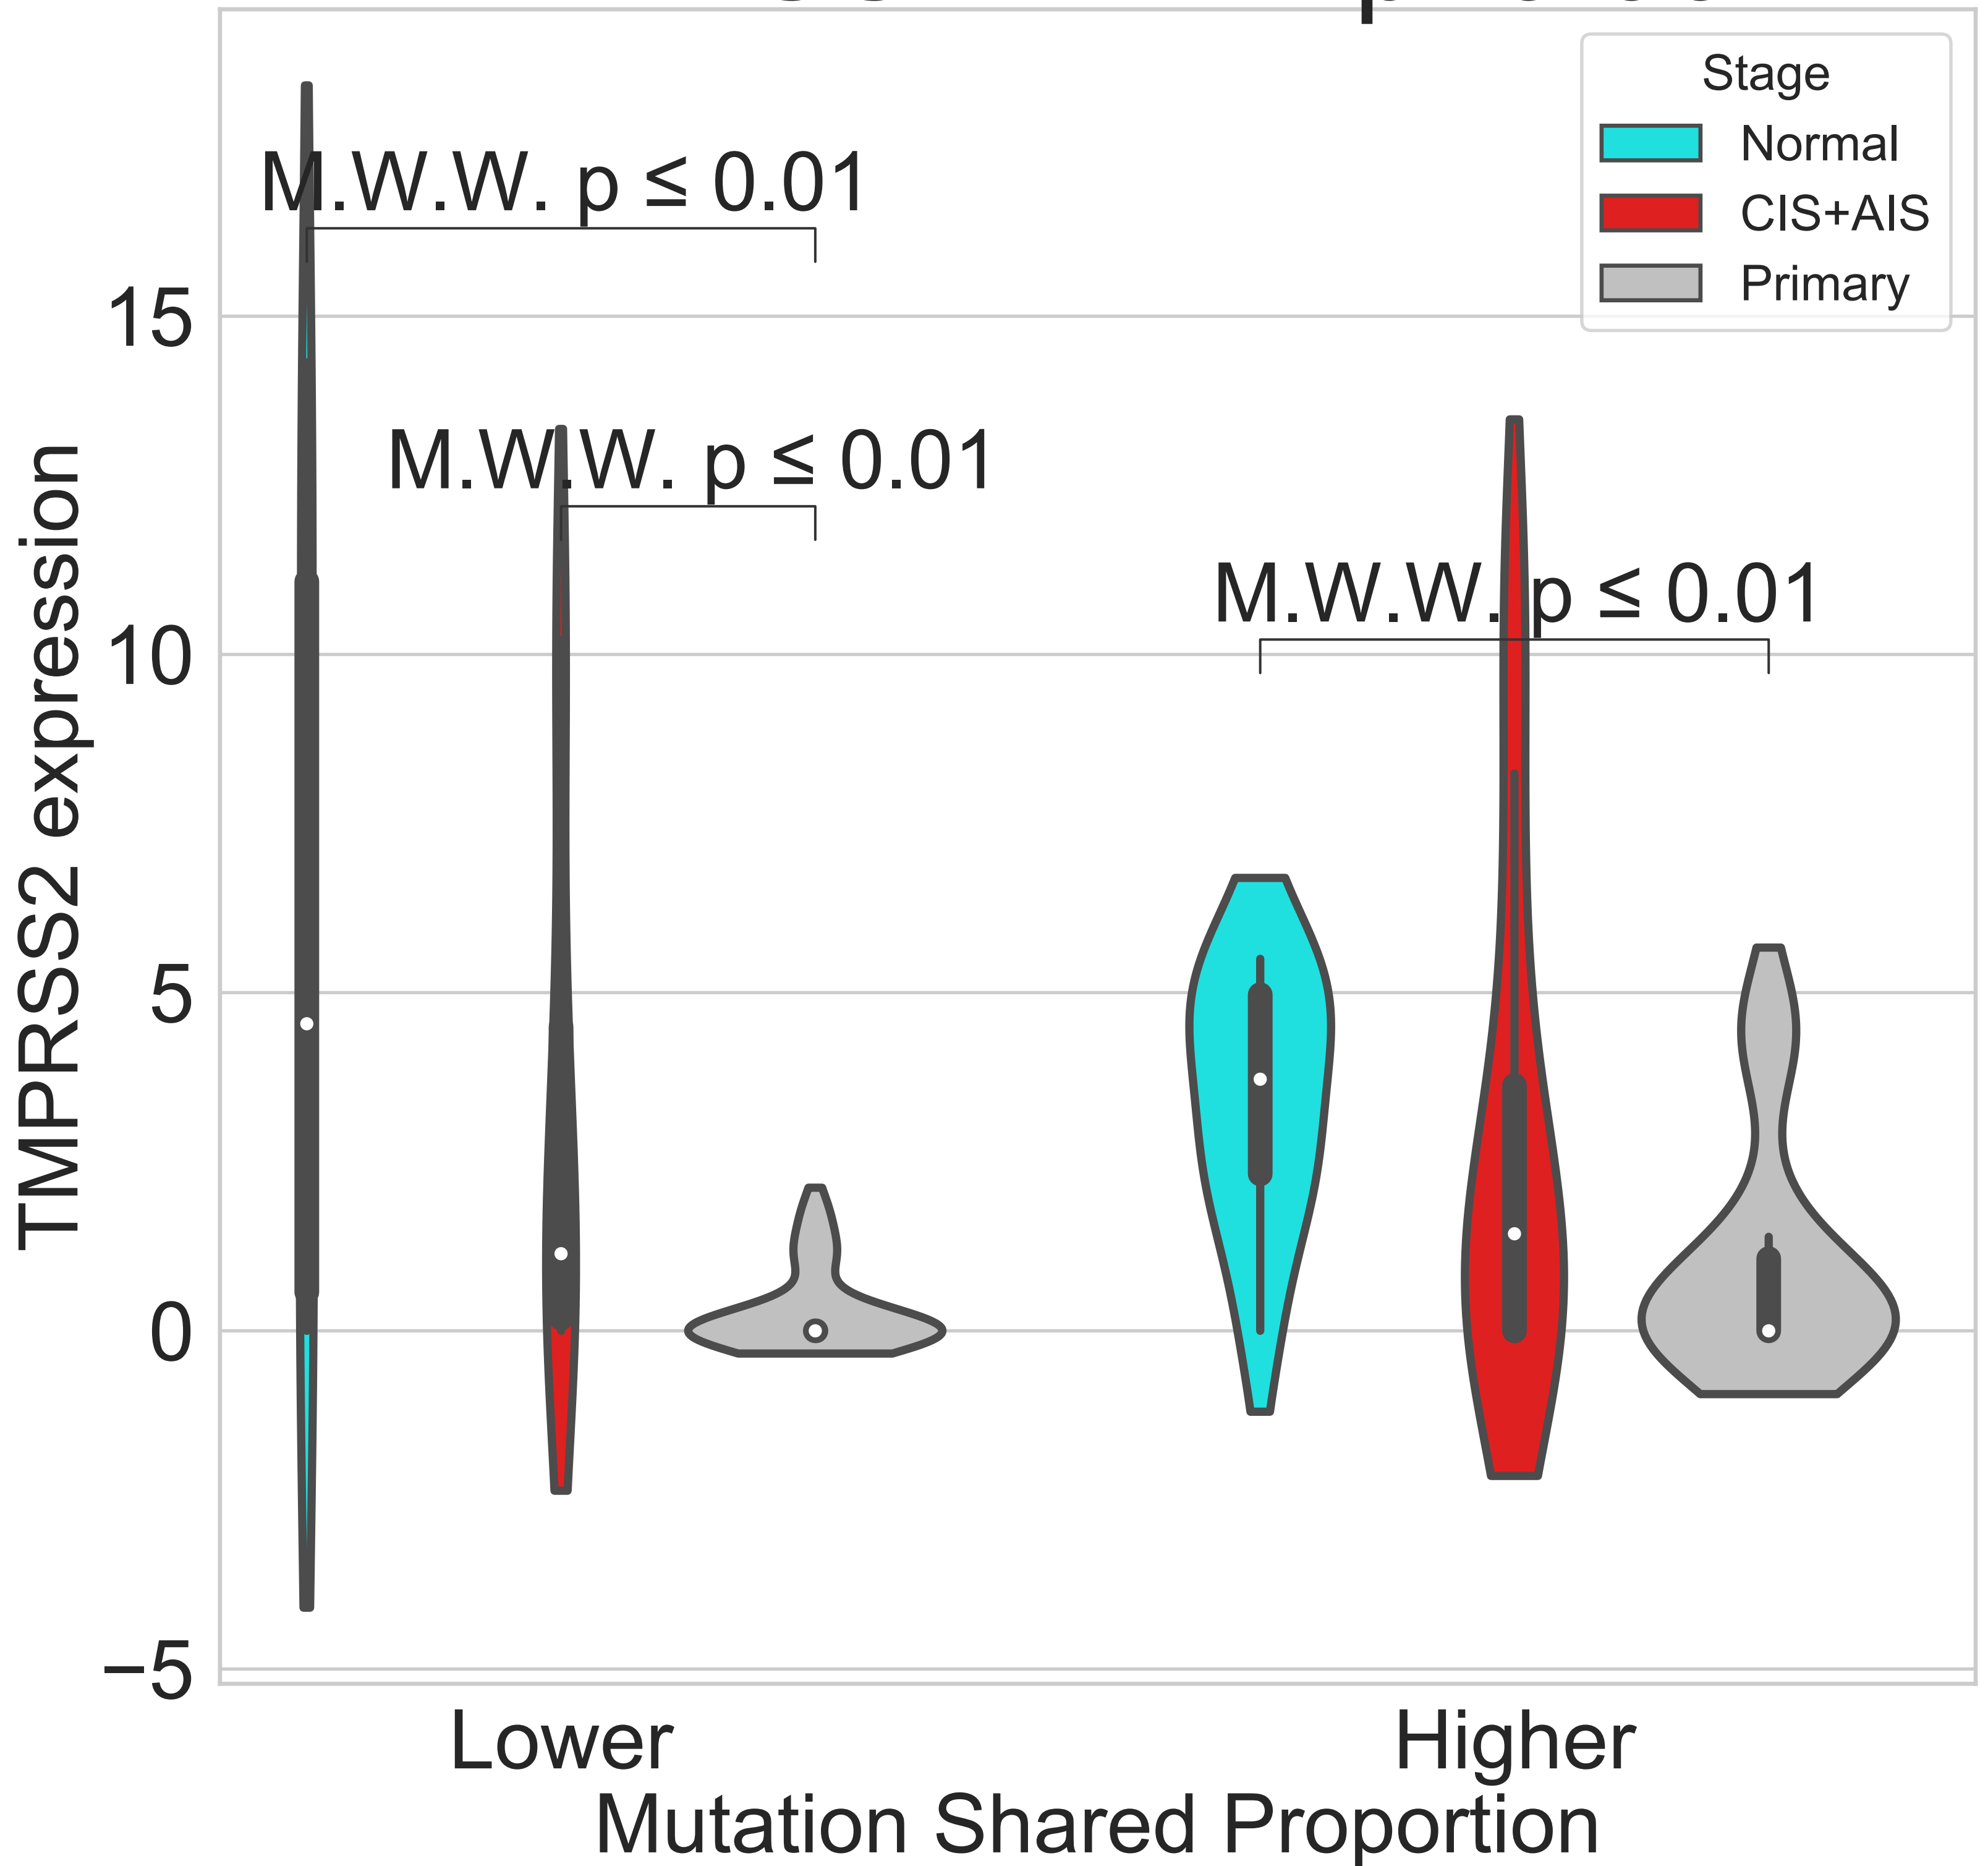 Stage
Normal
CIS+AIS
Primary
M.W.W. p ≤ 0.01
M.W.W. p ≤ 0.01
M.W.W. p ≤ 0.01
TMPRSS2 expression
15
10
5
0
−5
Lower
Higher
Mutation Shared Proportion